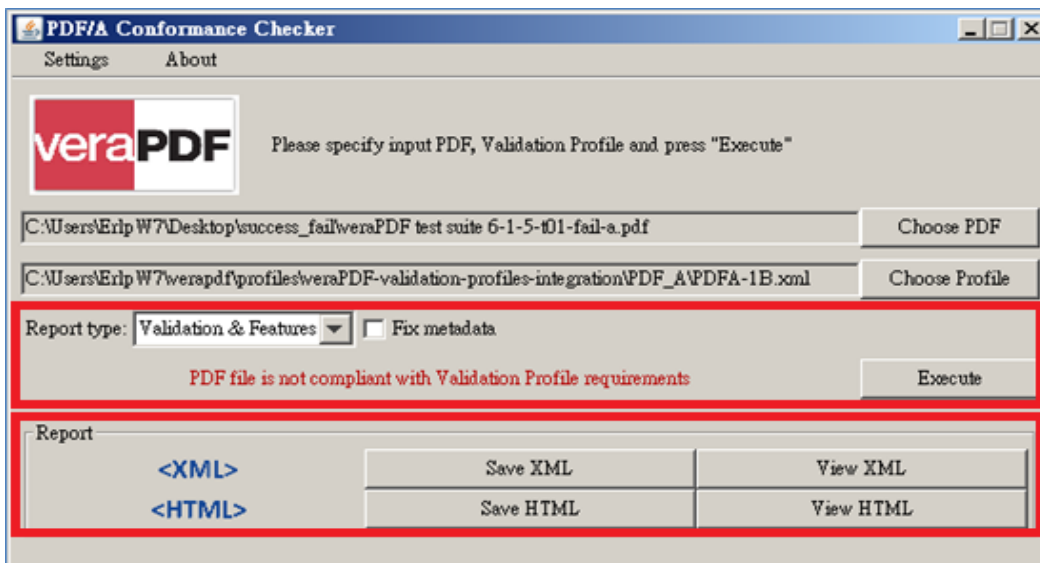 PDF/A Conformance Checker
Settings About
veraPDF Please specify input PDF, Validation Profile and press "Execute"
C:\Users\ErlpW7\Desktop\success_fail\veraPDF test suite 6-1-5-t01-fail-a.pdf Choose PDF
C:\Users\ErlpW7\verapdf\profiles\veraPDF-validation-profiles-integration\PDF_A\PDFA-1B.xml Choose Profile
Report type: Validation & Features Fix metadata
PDF file is not compliant with Validation Profile requirements Execute
Report
<XML> Save XML View XML
<HTML> Save HTML View HTML